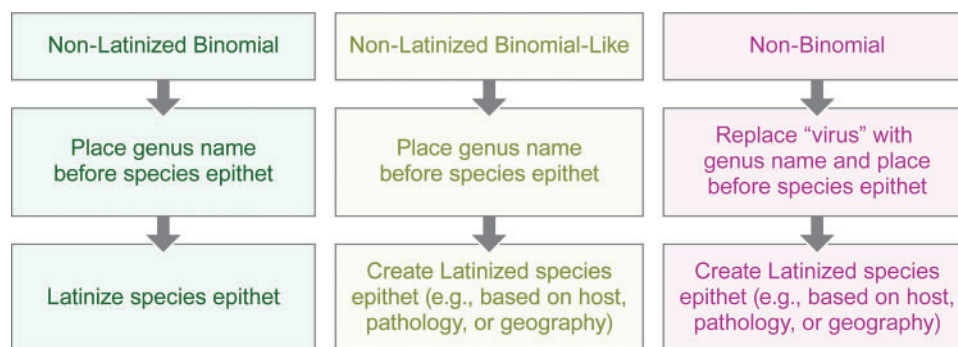 Non-Latinized Binomial
Place genus name
before species epithet
Latinize species epithet
Non-Latinized Binomial-Like
Place genus name
before species epithet
Create Latinized species
epithet (e.g., based on host,
pathology, or geography)
Non-Binomial
Replace “virus” with
genus name and place
before species epithet
Create Latinized species
epithet (e.g., based on host,
pathology, or geography)